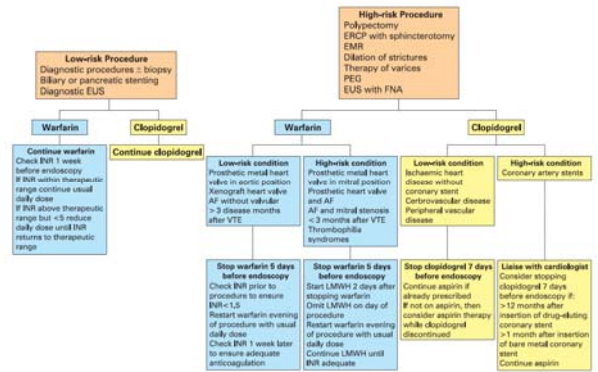 Low-risk Procedure
Diagnostic procedures ± biopsy
Biliary or pancreatic stenting
Diagnostic EUS
Warfarin
Clopidogrel
Continue warfarin
Check INR 1 week
before endoscopy
If INR within therapeutic
range continue usual
daily dose
If INR above therapeutic
range but <5 reduce
daily dose until INR
returns to therapeutic
range
Continue clopidogrel
High-risk Procedure
Polypectomy
ERCP with sphincterotomy
EMR
Dilation of strictures
Therapy of varices
PEG
EUS with FNA
Warfarin
Clopidogrel
Low-risk condition
Prosthetic metal heart
valve in aortic position
Xenograft heart valve
AF without valvular
>3 disease months
after VTE
High-risk condition
Prosthetic metal heart
valve in mitral position
Prosthetic heart valve
and AF
AF and mitral stenosis
<3 months after VTE
Thrombophilia
syndromes
Low-risk condition
Ischaemic heart
disease without
coronary stent
Cerbrovascular disease
Peripheral vascular
disease
High-risk condition
Coronary artery stents
Stop warfarin 5 days
before endoscopy
Check INR prior to
procedure to ensure
INR<1,5
Restart warfarin evening
of procedure with usual
daily dose
Check INR 1 week later
to ensure adequate
anticoagulation
Stop warfarin 5 days
before endoscopy
Start LMWH 2 days after
stopping warfarin
Omit LMWH on day of
procedure
Restart warfarin evening
of procedure with usual
daily dose
Continue LMWH until
INR adequate
Stop clopidogrel 7 days
before endoscopy
Continue aspirin if
already prescribed
If not on aspirin, then
consider aspirin therapy
while clopidogrel
discontinued
Liaise with cardiologist
Consider stopping
clopidogrel 7 days
before endoscopy if:
>12 months after
insertion of drug-eluting
coronary stent
>1 month after insertion
of bare metal coronary
stent
Continue aspirin